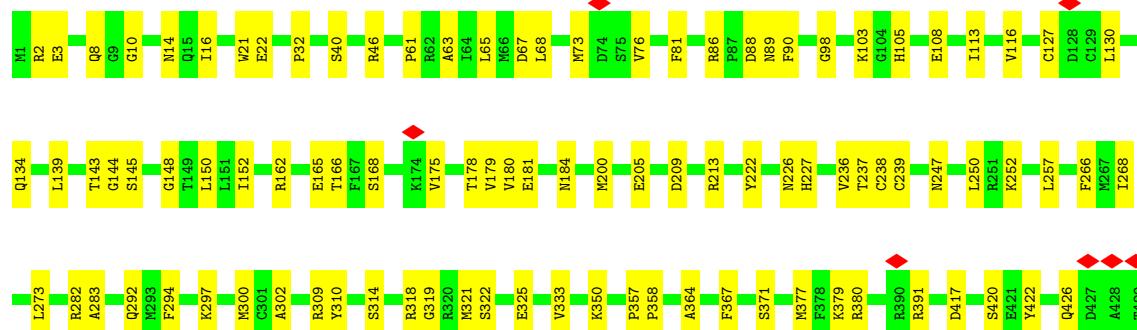 M1 R2 E3 Q8 G9 G10 N14 Q15 I16 W21 E22 P32 S40 R46 P61 R62 A63 I64 L65 M66 D67 L68 M73 D74 S75 V76 F81 R86 P87 D88 N89 F90 G98 K103 G104 H105 E108 I113 V116 C127 D128 C129 L130
Q134 L139 T143 G144 S145 G148 T149 L150 L151 I152 R162 E165 T166 F167 S168 K174 V175 T178 V179 V180 E181 N184 M200 E205 D209 R213 Y222 N226 H227 V236 T237 C238 C239 N247 L250 R251 K252 L257 F266 M267 I268
L273 R282 A283 Q292 M293 F294 K297 M300 C301 A302 R309 Y310 S314 R318 G319 R320 M321 S322 E325 V333 K350 P357 P358 A364 F367 S371 M377 F378 K379 R380 R390 R391 D417 S420 E421 Y422 Q426 D427 A428